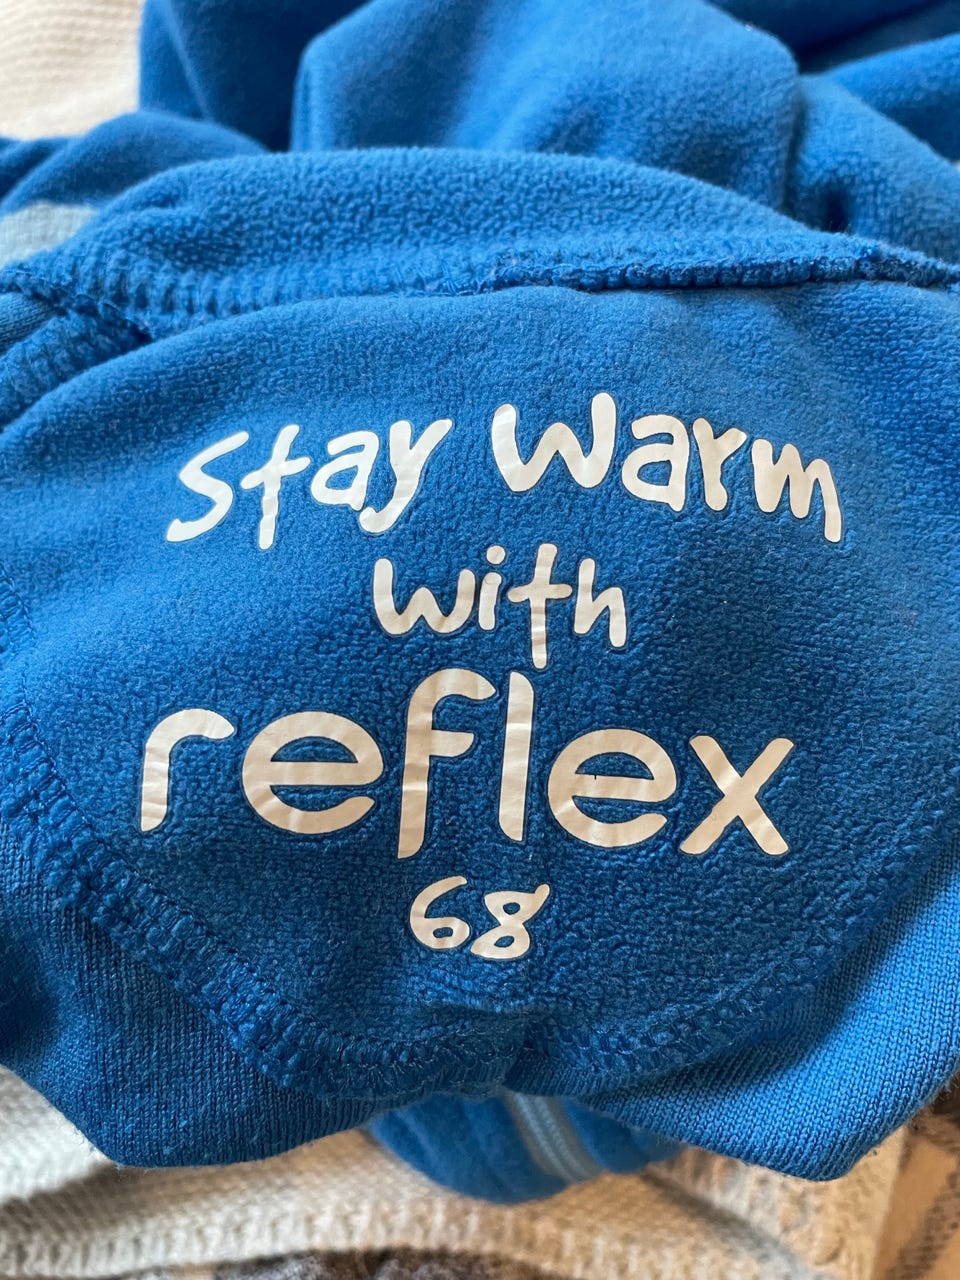 Stay Warm
with
reflex
68